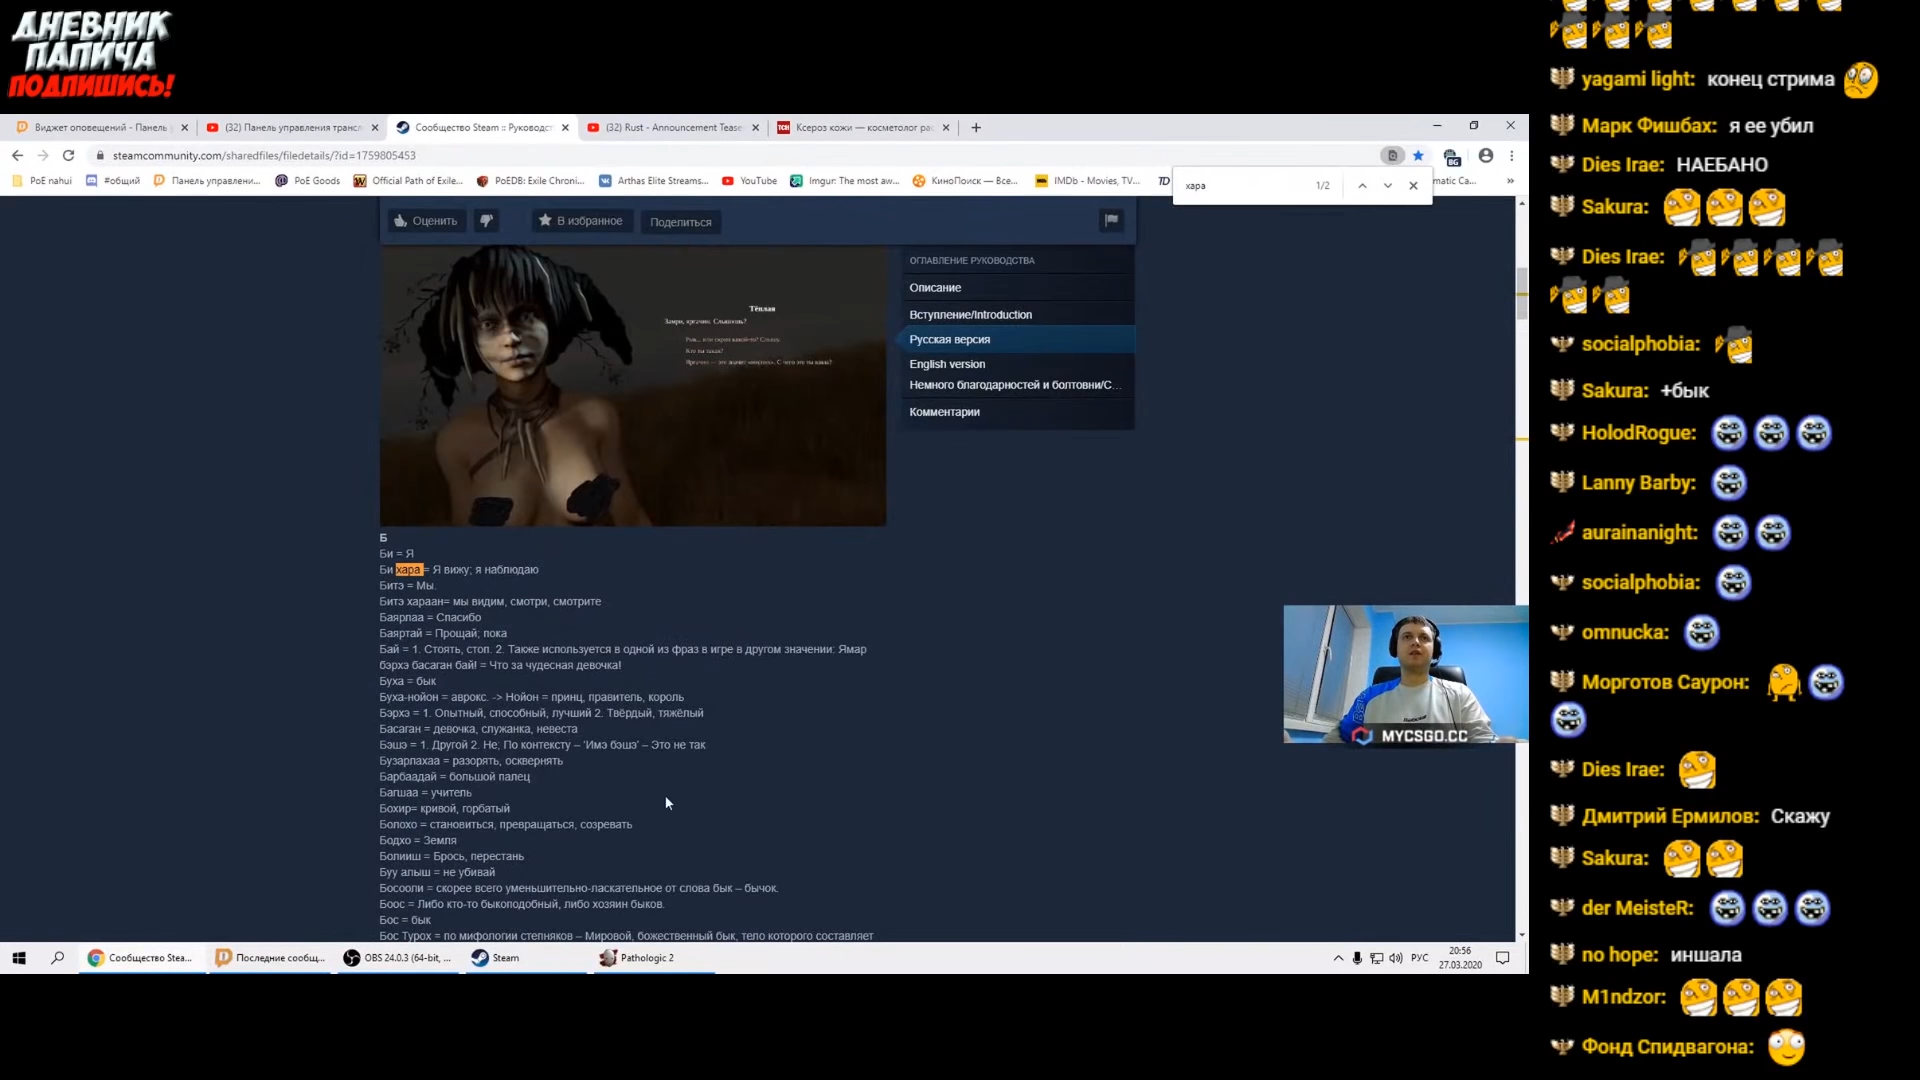 ДНЕВНИК
ПАПИЧА
ПОДПИШИСЬ!
Виджет оповещений - Панель
(32) Панель управления трансл
Сообщество Steam :: Руководст
(32) Rust - Announcement Tease
Ксероз кожи — косметолог рас
steamcommunity.com/sharedfiles/filedetails/?id=1759805453
PoE nahui
#общий
Панель управлени...
PoE Goods
Official Path of Exile...
PoEDB: Exile Chroni...
Arthas Elite Streams...
YouTube
Imgur: The most aw...
КиноПоиск — Все...
IMDb - Movies, TV...
TD
matic Ca...
»
хара
1/2
Оценить
В избранное
Поделиться
Тёплая
Замри, яргачин. Слышишь?
Кто ты такая?
ОГЛАВЛЕНИЕ РУКОВОДСТВА
Описание
Вступление/Introduction
Русская версия
English version
Немного благодарностей и болтовни/С...
Комментарии
Б
Би = Я
Би хара = Я вижу; я наблюдаю
Битэ = Мы.
Битэ хараан= мы видим, смотри, смотрите
Баярлаа = Спасибо
Баяртай = Прощай; пока
Бай = 1. Стоять, стоп. 2. Также используется в одной из фраз в игре в другом значении: Ямар
бэрхэ басаган бай! = Что за чудесная девочка!
Буха = бык
Буха-нойон = аврокс. -> Нойон = принц, правитель, король
Бэрхэ = 1. Опытный, способный, лучший 2. Твёрдый, тяжёлый
Басаган = девочка, служанка, невеста
Бэшэ = 1. Другой 2. Не; По контексту – 'Имэ бэшэ' – Это не так
Бузарлахаа = разорять, осквернять
Барбаадай = большой палец
Багшаа = учитель
Бохир= кривой, горбатый
Болохо = становиться, превращаться, созревать
Бодхо = Земля
Болииш = Брось, перестань
Буу алыш = не убивай
Босооли = скорее всего уменьшительно-ласкательное от слова бык – бычок.
Боос = Либо кто-то быкоподобный, либо хозяин быков.
Бос = бык
Бос Турох = по мифологии степняков – Мировой, божественный бык, тело которого составляет
MYCSGO.CC
Сообщество Stea...
Последние сообщ...
OBS 24.0.3 (64-bit, ...
Steam
Pathologic 2
РУС
20:56
27.03.2020
yagami light: конец стрима
Марк Фишбах: я ее убил
Dies Irae: НАЕБАНО
Sakura:
Dies Irae:
socialphobia:
Sakura: +бык
HolodRogue:
Lanny Barby:
aurainanight:
socialphobia:
omnucka:
Морготов Саурон:
Dies Irae:
Дмитрий Ермилов: Скажу
Sakura:
der MeisteR:
no hope: иншала
M1ndzor:
Фонд Спидвагона: